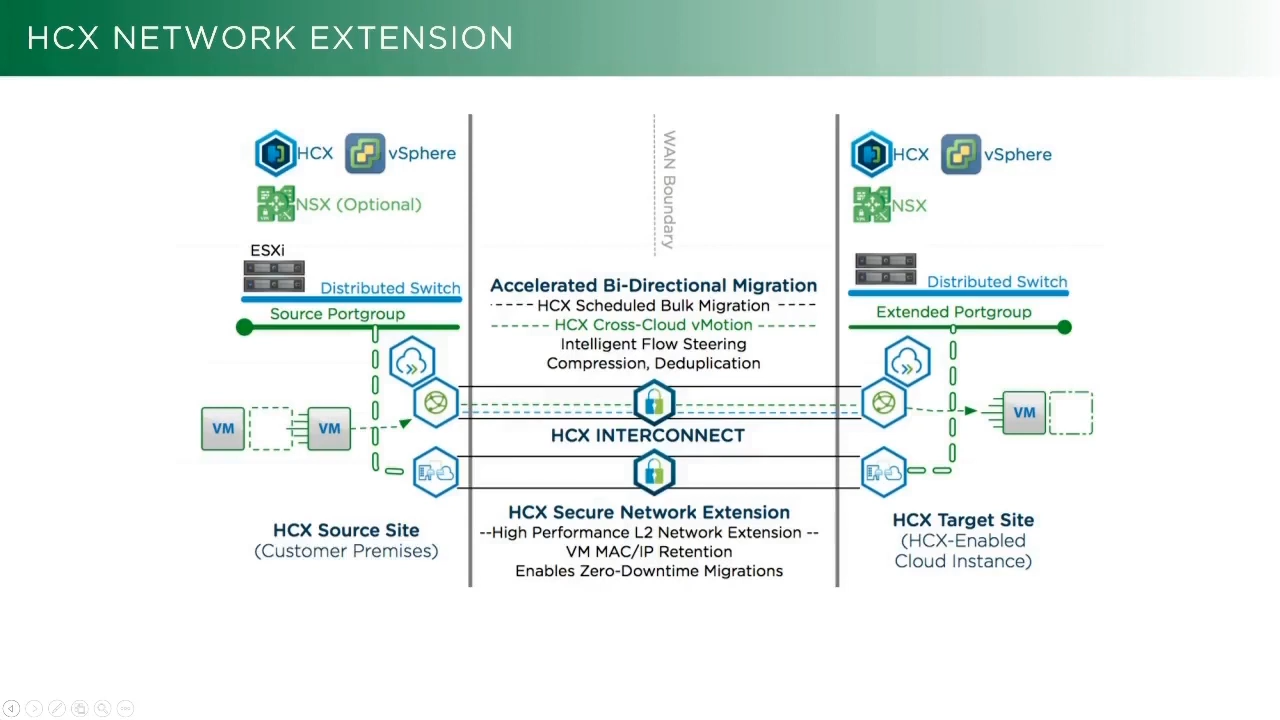 HCX NETWORK EXTENSION
HCX
vSphere
NSX (Optional)
ESXi
Distributed Switch
Source Portgroup
VM
VM
HCX Source Site
(Customer Premises)
WAN Boundary
Accelerated Bi-Directional Migration
HCX Scheduled Bulk Migration
HCX Cross-Cloud vMotion
Intelligent Flow Steering
Compression, Deduplication
HCX INTERCONNECT
HCX Secure Network Extension
--High Performance L2 Network Extension --
VM MAC/IP Retention
Enables Zero-Downtime Migrations
HCX
vSphere
NSX
Distributed Switch
Extended Portgroup
VM
HCX Target Site
(HCX-Enabled
Cloud Instance)